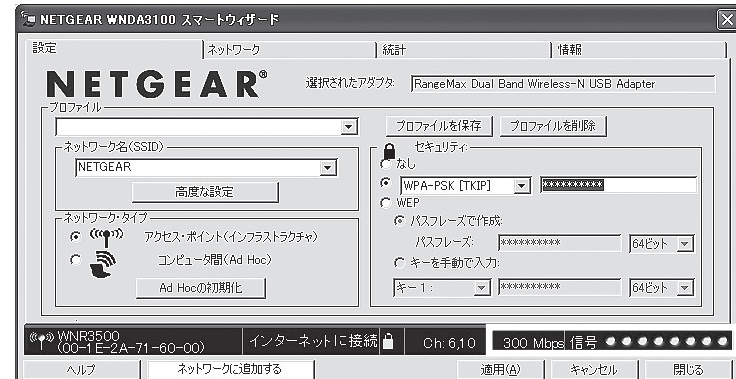 NETGEAR WNDA3100 スマートウィザード
設定 ネットワーク 統計 情報
NETGEAR®
選択されたアダプタ: RangeMax Dual Band Wireless-N USB Adapter
プロファイル
プロファイルを保存 プロファイルを削除
ネットワーク名(SSID)
NETGEAR
高度な設定
ネットワーク・タイプ
アクセス・ポイント(インフラストラクチャ)
コンピュータ間(Ad Hoc)
Ad Hocの初期化
セキュリティ:
なし
WPA-PSK [TKIP] **********
WEP
パスフレーズで作成:
パスフレーズ: ********** 64ビット
キーを手動で入力:
キー 1 : ********** 64ビット
WNR3500
(00-1E-2A-71-60-00)
インターネットに接続 Ch: 6,10 300 Mbps 信号
ヘルプ ネットワークに追加する 適用(A) キャンセル 閉じる